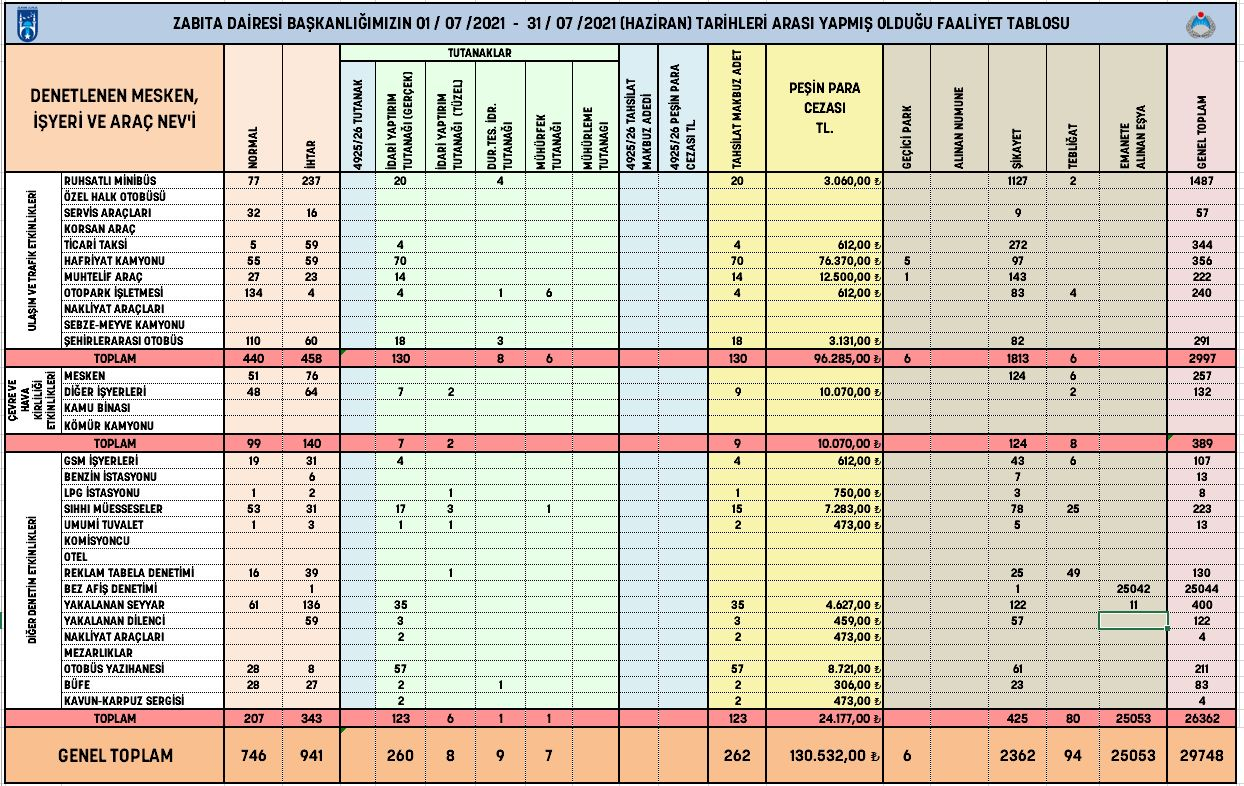 ZABITA DAİRESİ BAŞKANLIĞIMIZIN 01 / 07 /2021 - 31 / 07 /2021 (HAZİRAN) TARİHLERİ ARASI YAPMIŞ OLDUĞU FAALİYET TABLOSU
DENETLENEN MESKEN,
İŞYERİ VE ARAÇ NEV'İ
NORMAL
İHTAR
TUTANAKLAR
4925/26 TUTANAK
İDARİ YAPTIRIM
TUTANAĞI (GERÇEK)
İDARİ YAPTIRIM
TUTANAĞI (TÜZEL)
DUR.TES. İDR.
TUTANAĞI
MÜHÜRFEK
TUTANAĞI
MÜHÜRLEME
TUTANAGI
4925/26 TAHSİLAT
MAKBUZ ADEDİ
4925/26 PEŞİN PARA
CEZASI TL
TAHSİLAT MAKBUZ ADET
PEŞİN PARA
CEZASI
TL.
GEÇİCİ PARK
ALINAN NUMUNE
ŞİKAYET
TEBLİĞAT
EMANETE
ALINAN EŞYA
GENEL TOPLAM
ULAŞIM VE TRAFİK ETKİNLİKLERİ
RUHSATLI MİNİBÜS 77 237 20 4 20 3.060,00 ₺ 1127 2 1487
ÖZEL HALK OTOBÜSÜ
SERVİS ARAÇLARI 32 16 9 57
KORSAN ARAÇ
TİCARİ TAKSİ 5 59 4 4 612,00 ₺ 272 344
HAFRİYAT KAMYONU 55 59 70 70 76.370,00 ₺ 5 97 356
MUHTELİF ARAÇ 27 23 14 14 12.500,00 ₺ 1 143 222
OTOPARK İŞLETMESİ 134 4 4 1 6 4 612,00 ₺ 83 4 240
NAKLİYAT ARAÇLARI
SEBZE-MEYVE KAMYONU
ŞEHİRLERARASI OTOBÜS 110 60 18 3 18 3.131,00 ₺ 82 291
TOPLAM 440 458 130 8 6 130 96.285,00 ₺ 6 1813 6 2997
ÇEVRE VE
HAVA
KİRLİLİĞİ
ETKİNLİKLERİ
MESKEN 51 76 124 6 257
DİĞER İŞYERLERİ 48 64 7 2 9 10.070,00 ₺ 2 132
KAMU BİNASI
KÖMÜR KAMYONU
TOPLAM 99 140 7 2 9 10.070,00 ₺ 124 8 389
DİĞER DENETİM ETKİNLİKLERİ
GSM İŞYERLERİ 19 31 4 4 612,00 ₺ 43 6 107
BENZİN İSTASYONU 6 7 13
LPG İSTASYONU 1 2 1 1 750,00 ₺ 3 8
SIHHI MÜESSESELER 53 31 17 3 1 15 7.283,00 ₺ 78 25 223
UMUMİ TUVALET 1 3 1 1 2 473,00 ₺ 5 13
KOMİSYONCU
OTEL
REKLAM TABELA DENETİMİ 16 39 1 25 49 130
BEZ AFİŞ DENETİMİ 1 1 25042 25044
YAKALANAN SEYYAR 61 136 35 35 4.627,00 ₺ 122 11 400
YAKALANAN DİLENCİ 59 3 3 459,00 ₺ 57 122
NAKLİYAT ARAÇLARI 2 2 473,00 ₺ 4
MEZARLIKLAR
OTOBÜS YAZIHANESİ 28 8 57 57 8.721,00 ₺ 61 211
BÜFE 28 27 2 1 2 306,00 ₺ 23 83
KAVUN-KARPUZ SERGİSİ 2 2 473,00 ₺ 4
TOPLAM 207 343 123 6 1 1 123 24.177,00 ₺ 425 80 25053 26362
GENEL TOPLAM 746 941 260 8 9 7 262 130.532,00 ₺ 6 2362 94 25053 29748